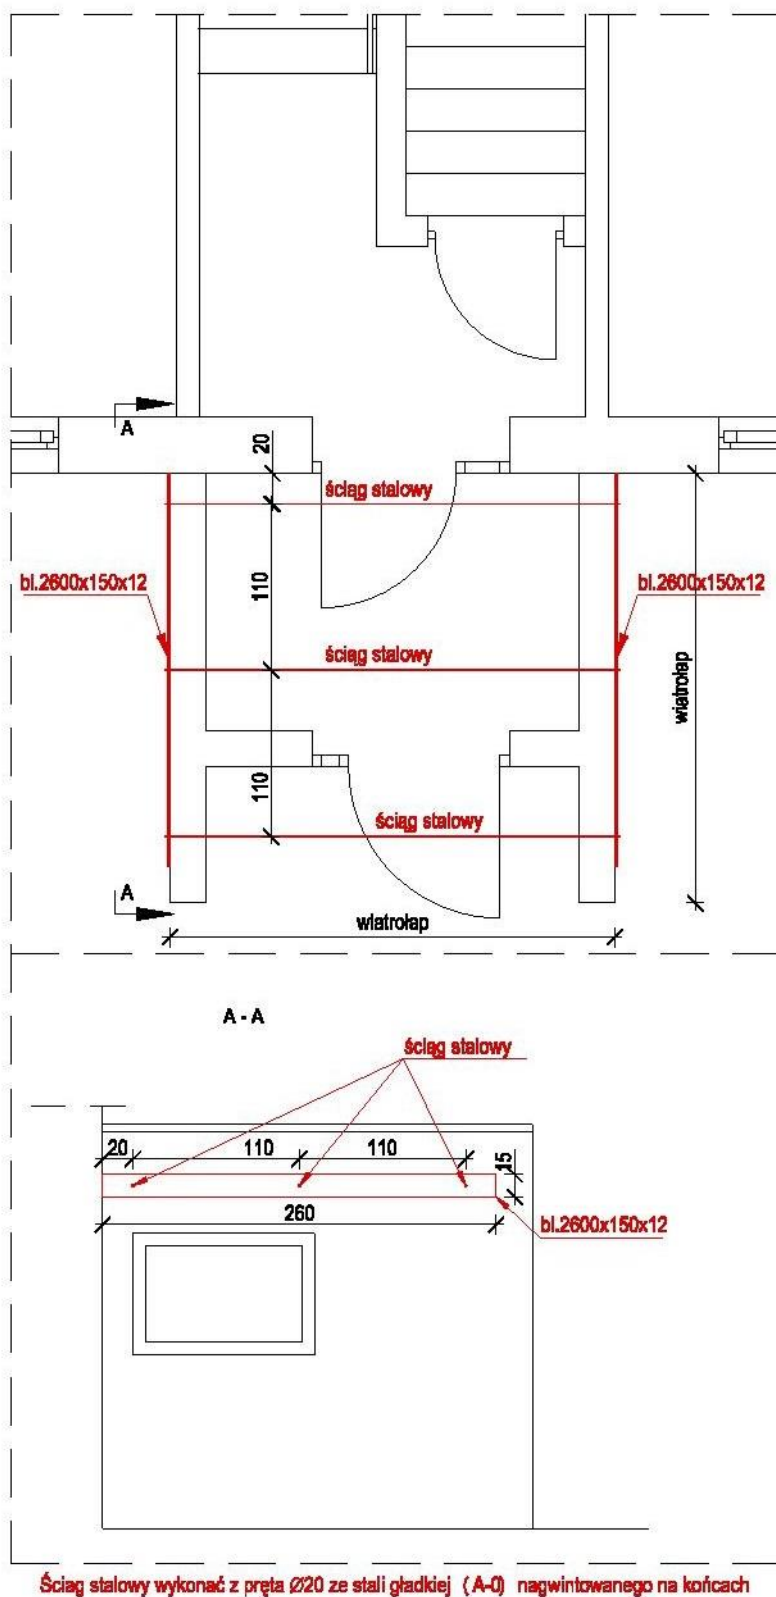 A
20
ściąg stalowy
bl.2600x150x12
bl.2600x150x12
110
ściąg stalowy
wiatrołap
110
ściąg stalowy
A
wiatrołap
A - A
ściąg stalowy
20
110
110
15
260
bl.2600x150x12
Ściąg stalowy wykonać z pręta Ø20 ze stali gładkiej (A-0) nagwintowanego na końcach